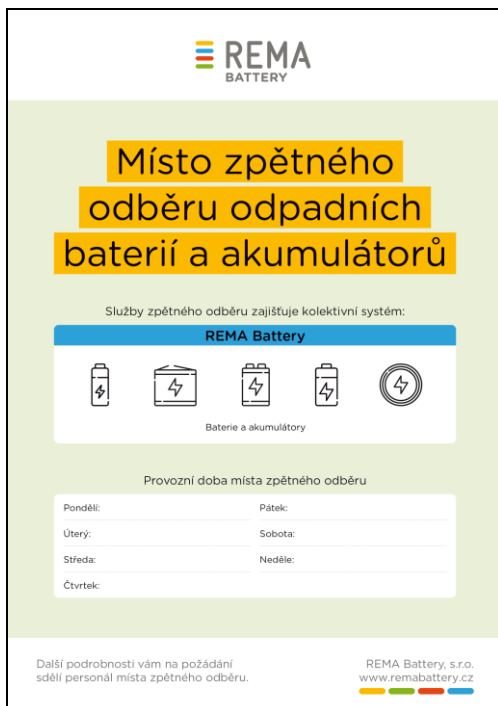 REMA
BATTERY
Místo zpětného
odběru odpadních
baterií a akumulátorů
Služby zpětného odběru zajišťuje kolektivní systém:
REMA Battery
Baterie a akumulátory
Provozní doba místa zpětného odběru
Pondělí:
Pátek:
Úterý:
Sobota:
Středa:
Neděle:
Čtvrtek:
Další podrobnosti vám na požádání
sdělí personál místa zpětného odběru.
REMA Battery, s.r.o.
www.remabattery.cz